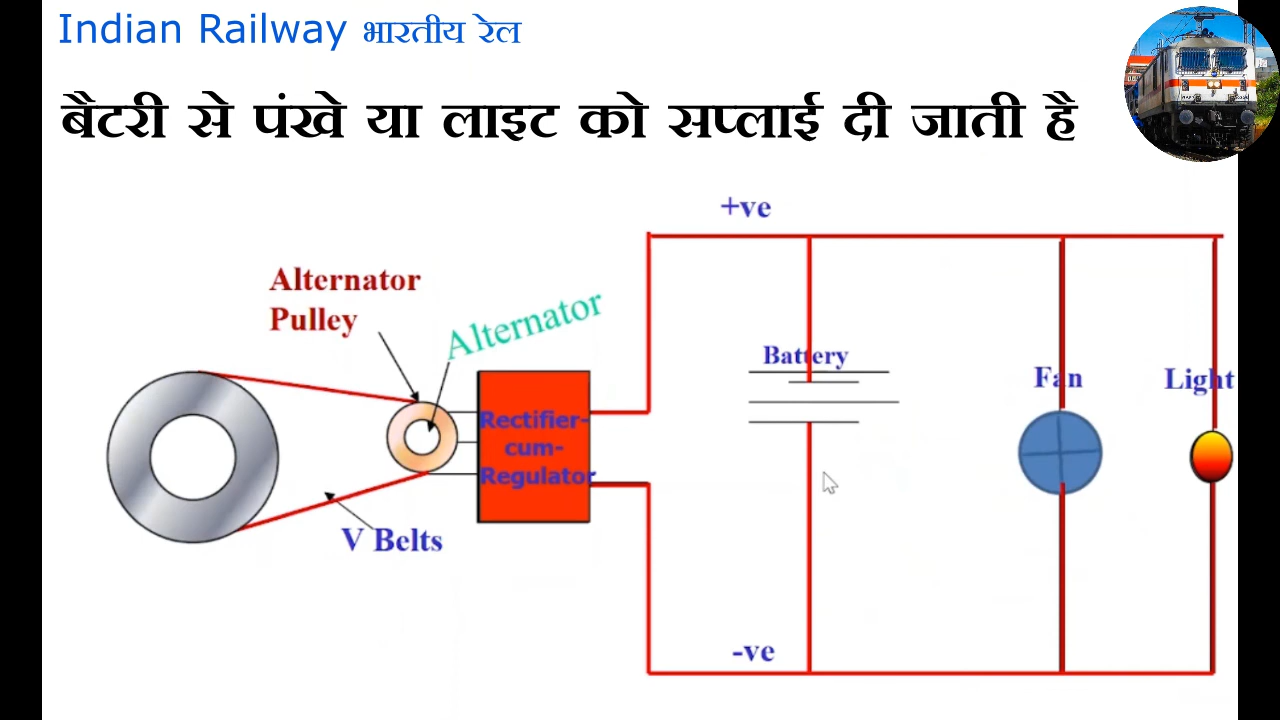 Indian Railway भारतीय रेल
बैटरी से पंखे या लाइट को सप्लाई दी जाती है
+ve
Alternator
Pulley
Alternator
Battery
Fan
Light
Rectifier-
cum-
Regulator
V Belts
-ve